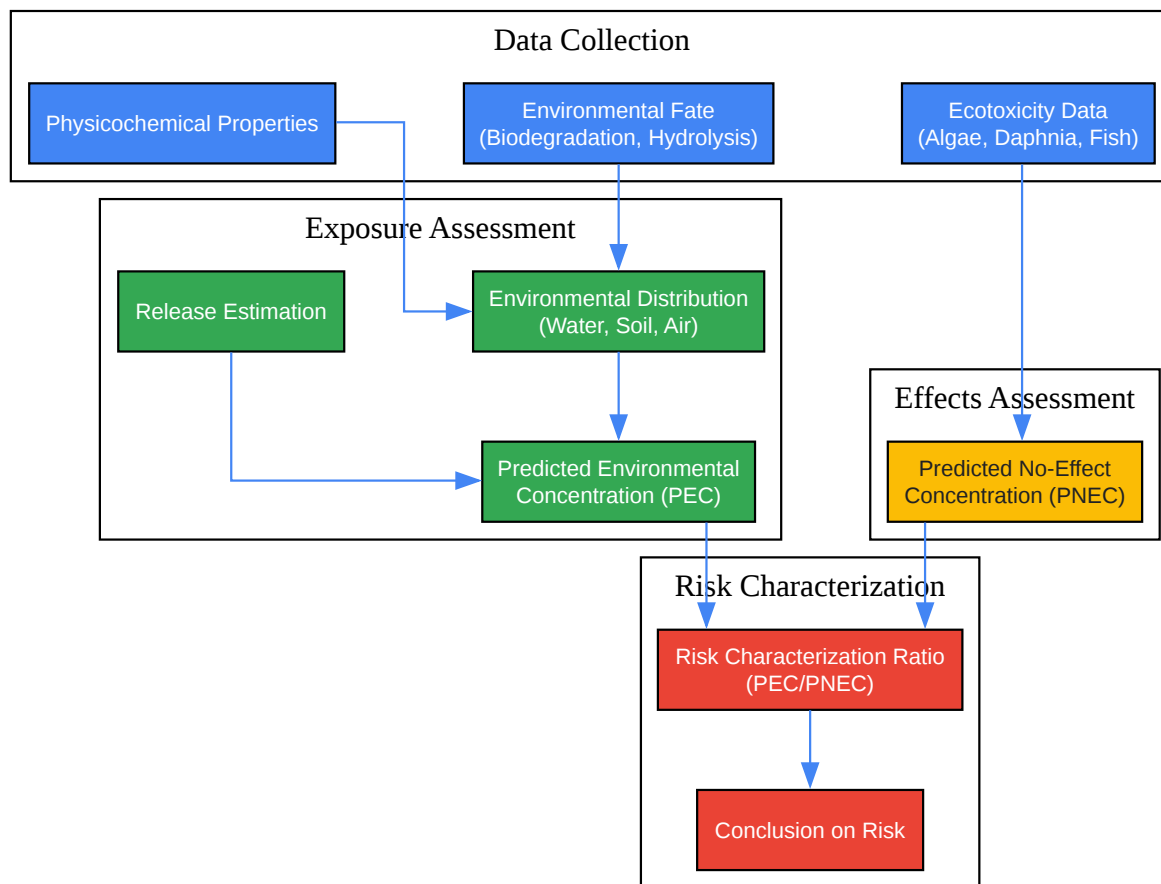 Data Collection
Physicochemical Properties
Environmental Fate
(Biodegradation, Hydrolysis)
Ecotoxicity Data
(Algae, Daphnia, Fish)
Exposure Assessment
Release Estimation
Environmental Distribution
(Water, Soil, Air)
Predicted Environmental
Concentration (PEC)
Effects Assessment
Predicted No-Effect
Concentration (PNEC)
Risk Characterization
Risk Characterization Ratio
(PEC/PNEC)
Conclusion on Risk